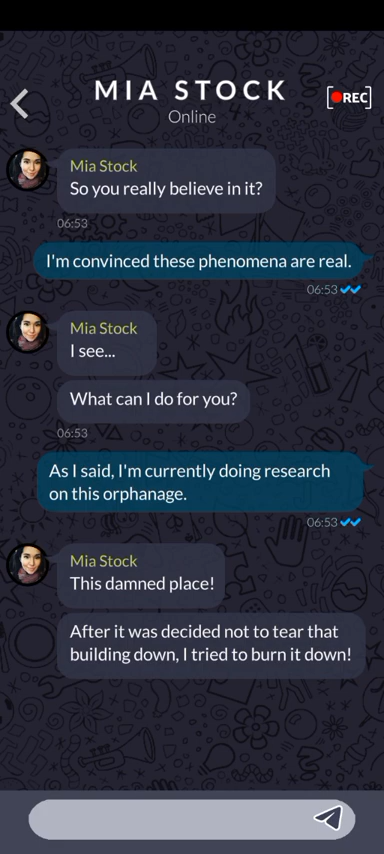 MIA STOCK
Online
REC
Mia Stock
So you really believe in it?
06:53
I'm convinced these phenomena are real.
06:53
Mia Stock
I see...
What can I do for you?
06:53
As I said, I'm currently doing research
on this orphanage.
06:53
Mia Stock
This damned place!
After it was decided not to tear that
building down, I tried to burn it down!